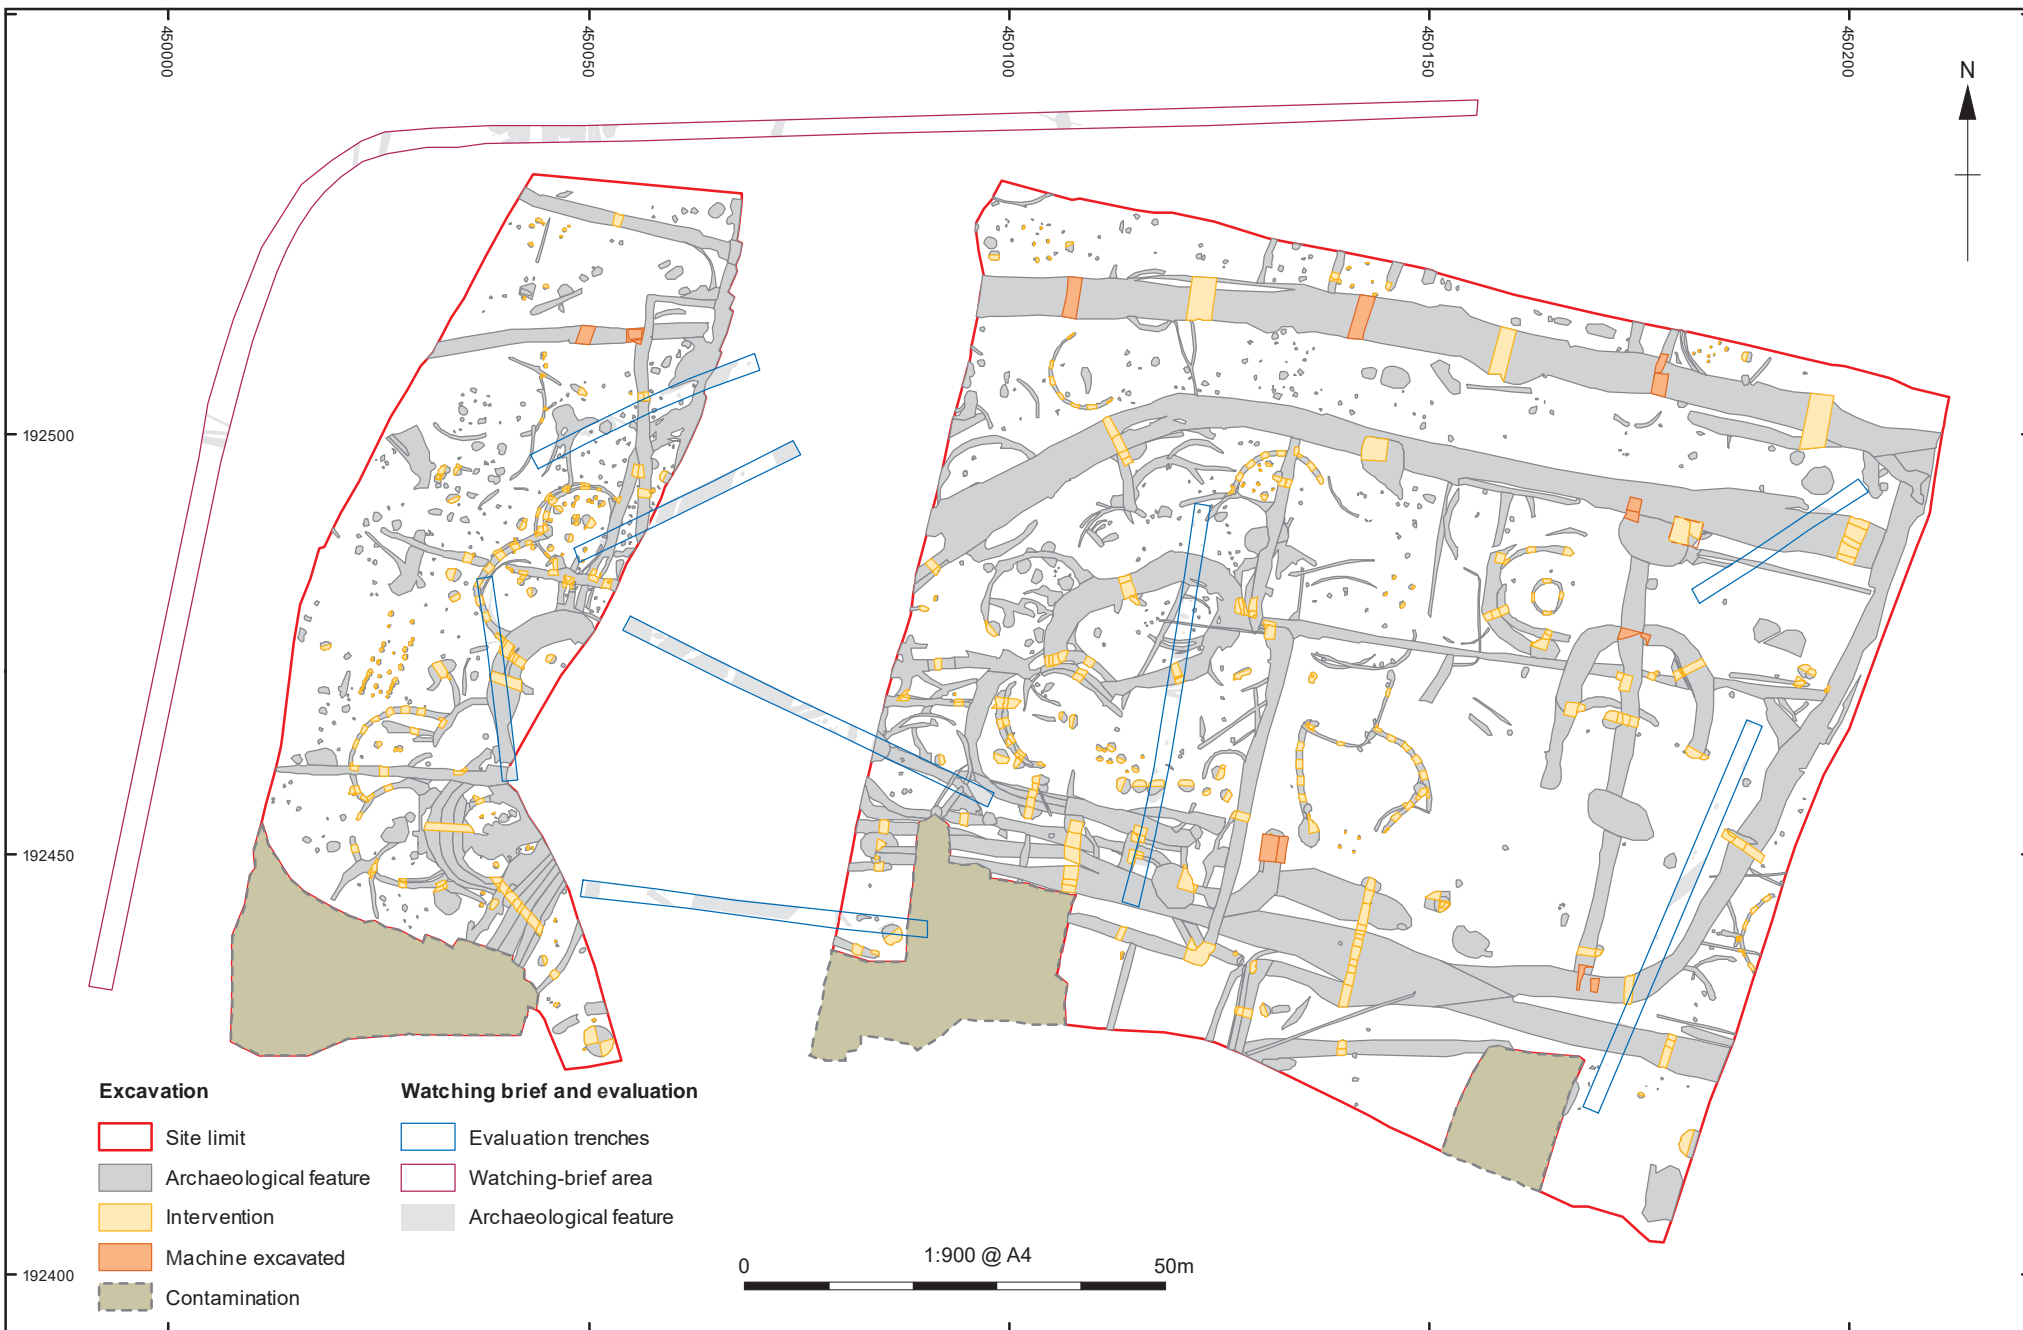 450000
450050
450100
450150
450200
N
192500
192450
192400
Excavation
Site limit
Archaeological feature
Intervention
Machine excavated
Contamination
Watching brief and evaluation
Evaluation trenches
Watching-brief area
Archaeological feature
1:900 @ A4
0 50m